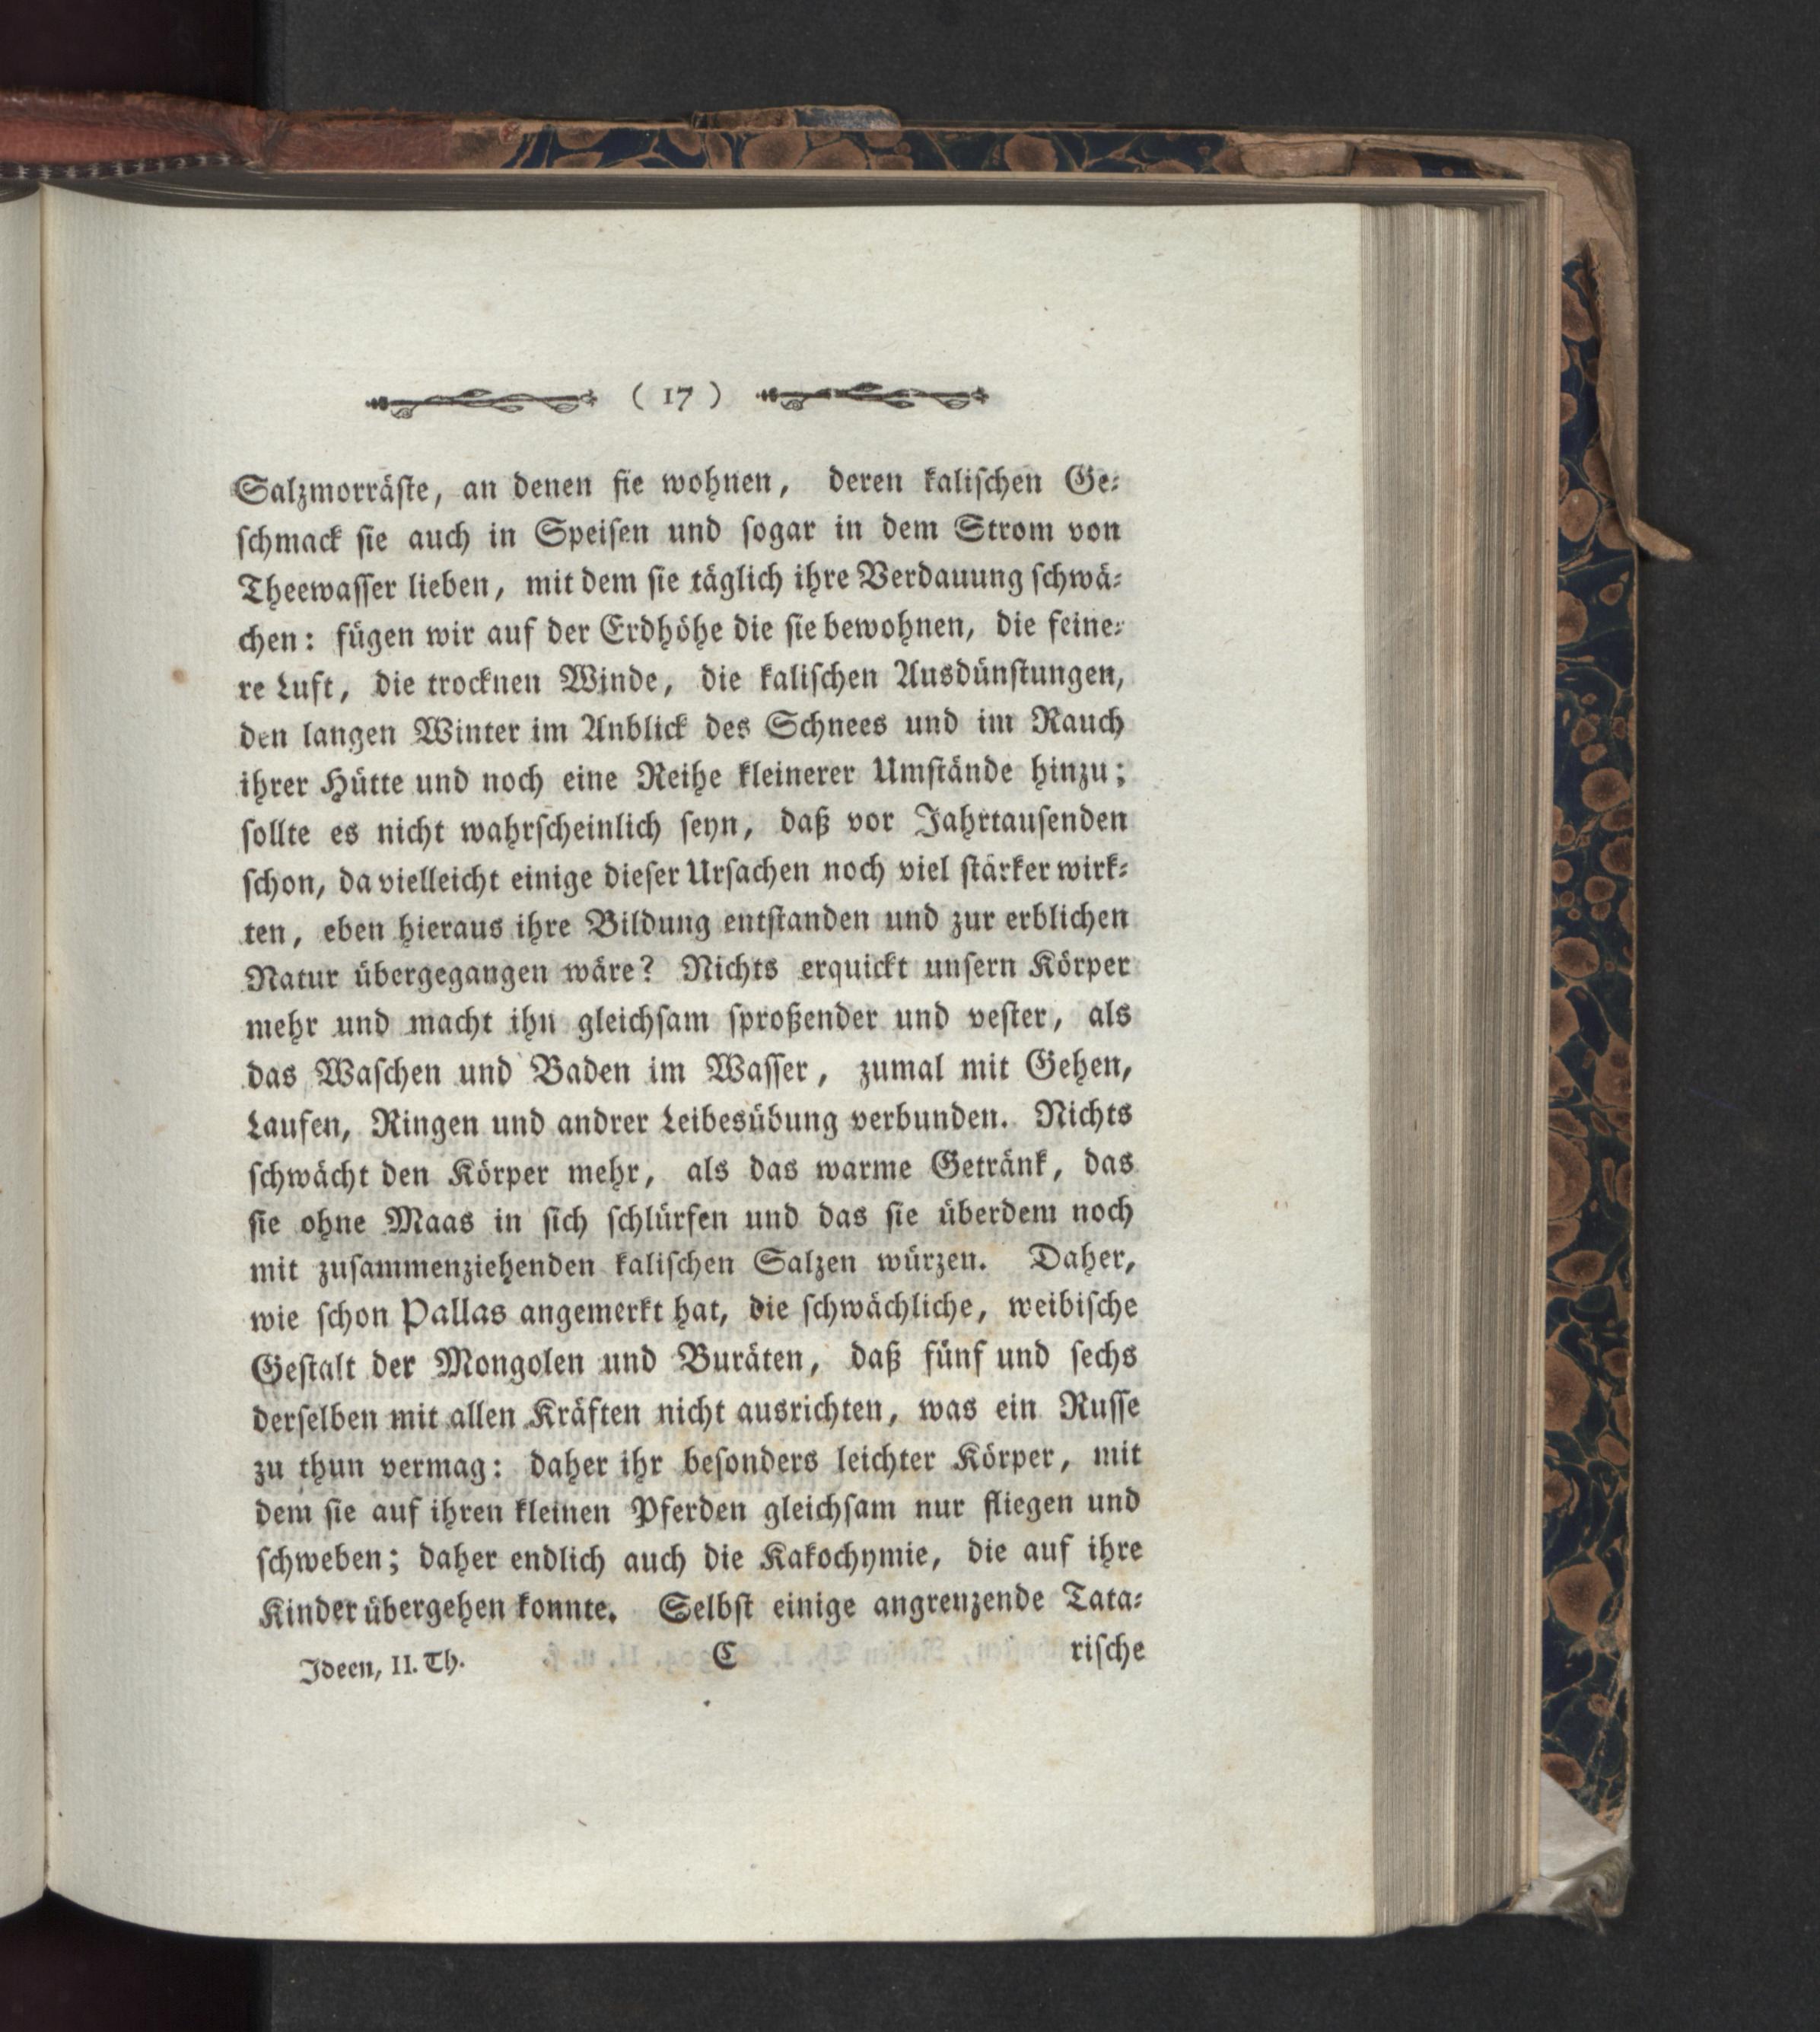 ( 17 )
Salzmorräſte, an denen ſie wohnen, deren kaliſchen Ge⸗
ſchmack ſie auch in Speiſen und ſogar in dem Strom von
Theewaſſer lieben, mit dem ſie täglich ihre Verdauung ſchwä⸗
chen: fügen wir auf der Erdhöhe die ſie bewohnen, die feine⸗
re Luft, die trocknen Winde, die kaliſchen Ausdünſtungen,
den langen Winter im Anblick des Schnees und im Rauch
ihrer Hütte und noch eine Reihe kleinerer Umſtände hinzu;
ſollte es nicht wahrſcheinlich ſeyn, daß vor Jahrtauſenden
ſchon, da vielleicht einige dieſer Urſachen noch viel ſtärker wirk⸗
ten, eben hieraus ihre Bildung entſtanden und zur erblichen
Natur übergegangen wäre? Nichts erquickt unſern Körper
mehr und macht ihn gleichſam ſproßender und veſter, als
das Waſchen und Baden im Waſſer, zumal mit Gehen,
Laufen, Ringen und andrer Leibesübung verbunden. Nichts
ſchwächt den Körper mehr, als das warme Getränk, das
ſie ohne Maas in ſich ſchlürfen und das ſie überdem noch
mit zuſammenziehenden kaliſchen Salzen würzen. Daher,
wie ſchon Pallas angemerkt hat, die ſchwächliche, weibiſche
Geſtalt der Mongolen und Buräten, daß fünf und ſechs
derſelben mit allen Kräften nicht ausrichten, was ein Ruſſe
zu thun vermag: daher ihr beſonders leichter Körper, mit
dem ſie auf ihren kleinen Pferden gleichſam nur fliegen und
ſchweben; daher endlich auch die Kakochymie, die auf ihre
Kinder übergehen konnte. Selbſt einige angrenzende Tata⸗
Ideen, II. Th. C riſche